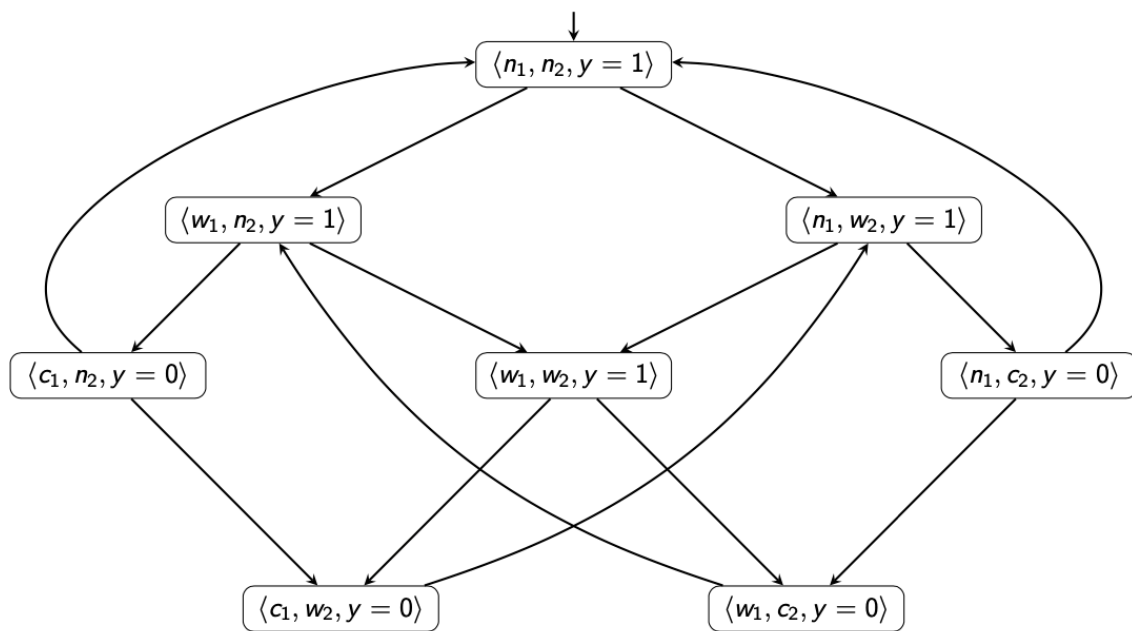 ⟨n₁, n₂, y = 1⟩
⟨w₁, n₂, y = 1⟩
⟨n₁, w₂, y = 1⟩
⟨c₁, n₂, y = 0⟩
⟨w₁, w₂, y = 1⟩
⟨n₁, c₂, y = 0⟩
⟨c₁, w₂, y = 0⟩
⟨w₁, c₂, y = 0⟩